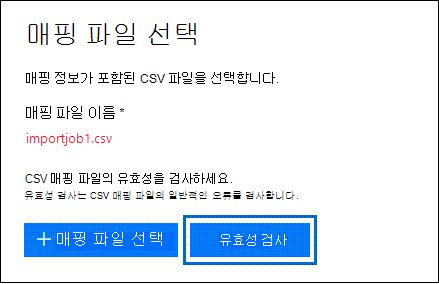 매핑 파일 선택
매핑 정보가 포함된 CSV 파일을 선택합니다.
매핑 파일 이름 *
importjob1.csv
CSV 매핑 파일의 유효성을 검사하세요.
유효성 검사는 CSV 매핑 파일의 일반적인 오류를 검사합니다.
+ 매핑 파일 선택 유효성 검사